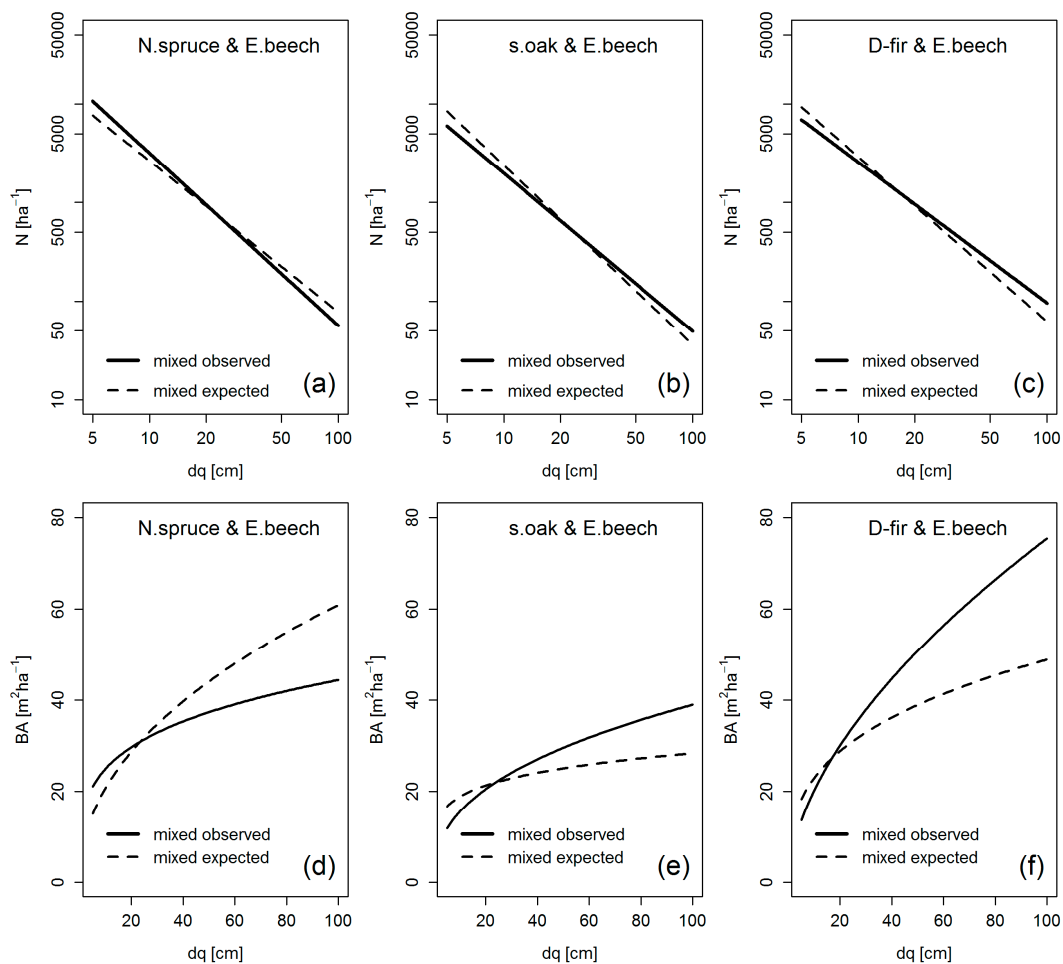 N.spruce & E.beech
50000
5000
500
50
10
N [ha⁻¹]
mixed observed
mixed expected
(a)
5 10 20 50 100
dq [cm]
s.oak & E.beech
50000
5000
500
50
10
N [ha⁻¹]
mixed observed
mixed expected
(b)
5 10 20 50 100
dq [cm]
D-fir & E.beech
50000
5000
500
50
10
N [ha⁻¹]
mixed observed
mixed expected
(c)
5 10 20 50 100
dq [cm]
N.spruce & E.beech
80
60
40
20
0
BA [m²ha⁻¹]
mixed observed
mixed expected
(d)
20 40 60 80 100
dq [cm]
s.oak & E.beech
80
60
40
20
0
BA [m²ha⁻¹]
mixed observed
mixed expected
(e)
20 40 60 80 100
dq [cm]
D-fir & E.beech
80
60
40
20
0
BA [m²ha⁻¹]
mixed observed
mixed expected
(f)
20 40 60 80 100
dq [cm]